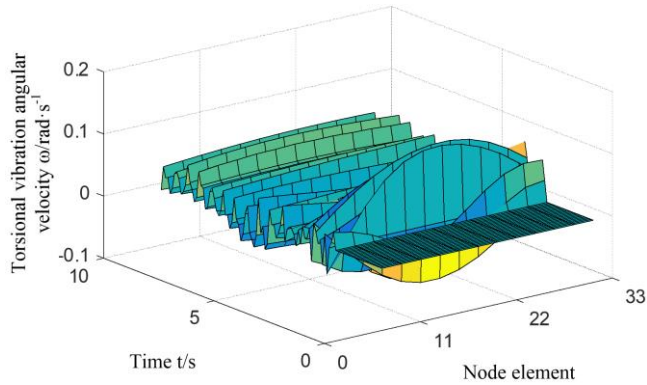 0.2
0.1
0
-0.1
Torsional vibration angular
velocity ω/rad·s⁻¹
10
5
0
Time t/s
0
11
22
33
Node element